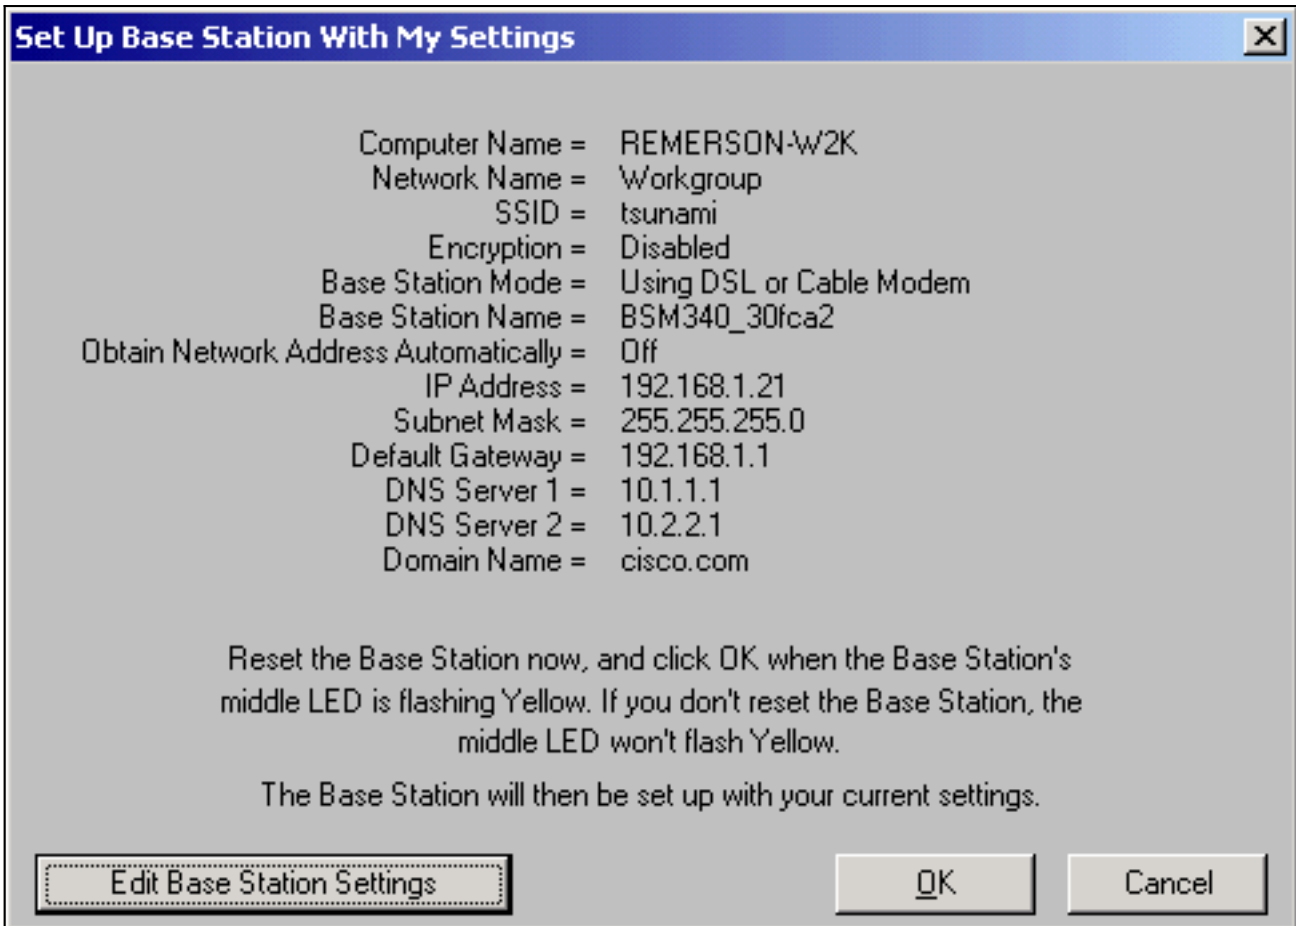 Set Up Base Station With My Settings
Computer Name = REMERSON-W2K
Network Name = Workgroup
SSID = tsunami
Encryption = Disabled
Base Station Mode = Using DSL or Cable Modem
Base Station Name = BSM340_30fca2
Obtain Network Address Automatically = Off
IP Address = 192.168.1.21
Subnet Mask = 255.255.255.0
Default Gateway = 192.168.1.1
DNS Server 1 = 10.1.1.1
DNS Server 2 = 10.2.2.1
Domain Name = cisco.com
Reset the Base Station now, and click OK when the Base Station's
middle LED is flashing Yellow. If you don't reset the Base Station, the
middle LED won't flash Yellow.
The Base Station will then be set up with your current settings.
Edit Base Station Settings OK Cancel